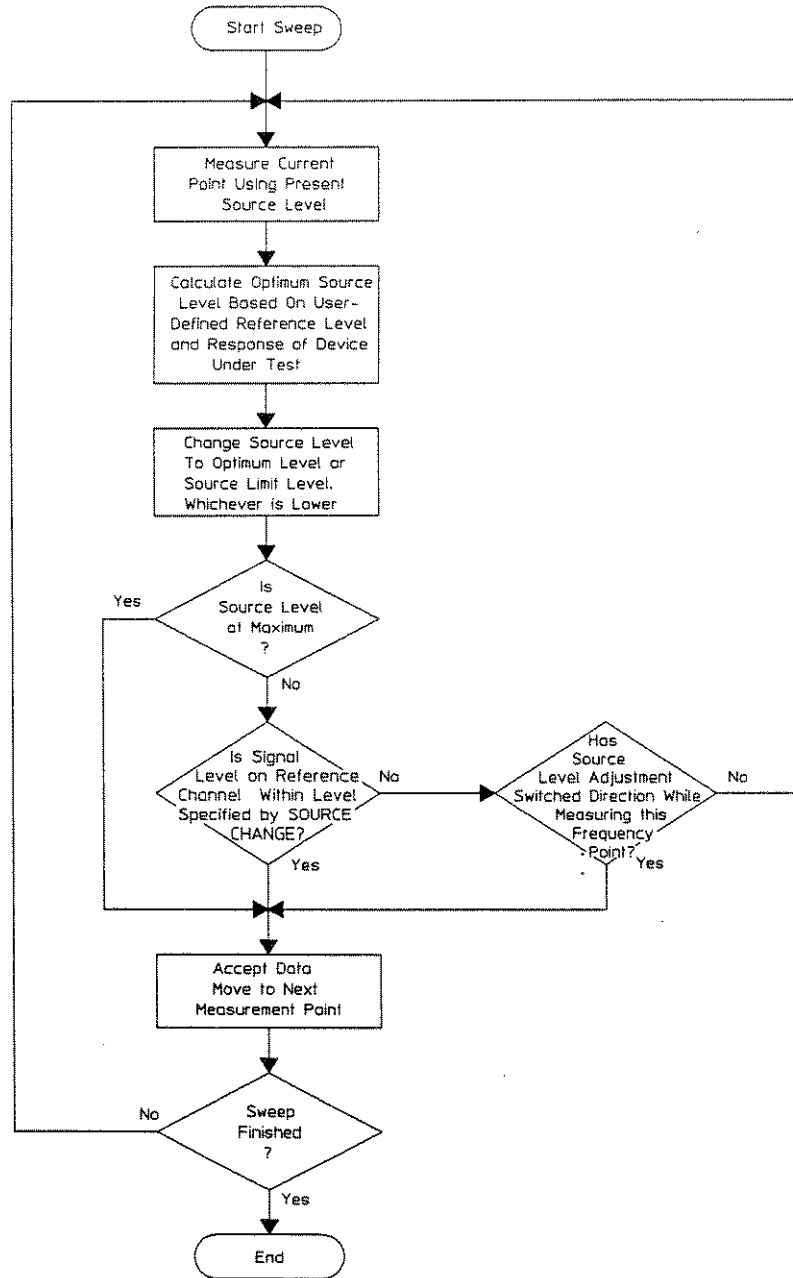 Start Sweep
Measure Current
Point Using Present
Source Level
Calculate Optimum Source
Level Based On User-
Defined Reference Level
and Response of Device
Under Test
Change Source Level
To Optimum Level or
Source Limit Level.
Whichever is Lower
Is
Source Level
at Maximum
?
Yes
No
Is Signal
Level on Reference
Channel Within Level
Specified by SOURCE
CHANGE?
No
Yes
Has
Source
Level Adjustment
Switched Direction While
Measuring this
Frequency
Point?
No
Yes
Accept Data
Move to Next
Measurement Point
Sweep
Finished
?
No
Yes
End